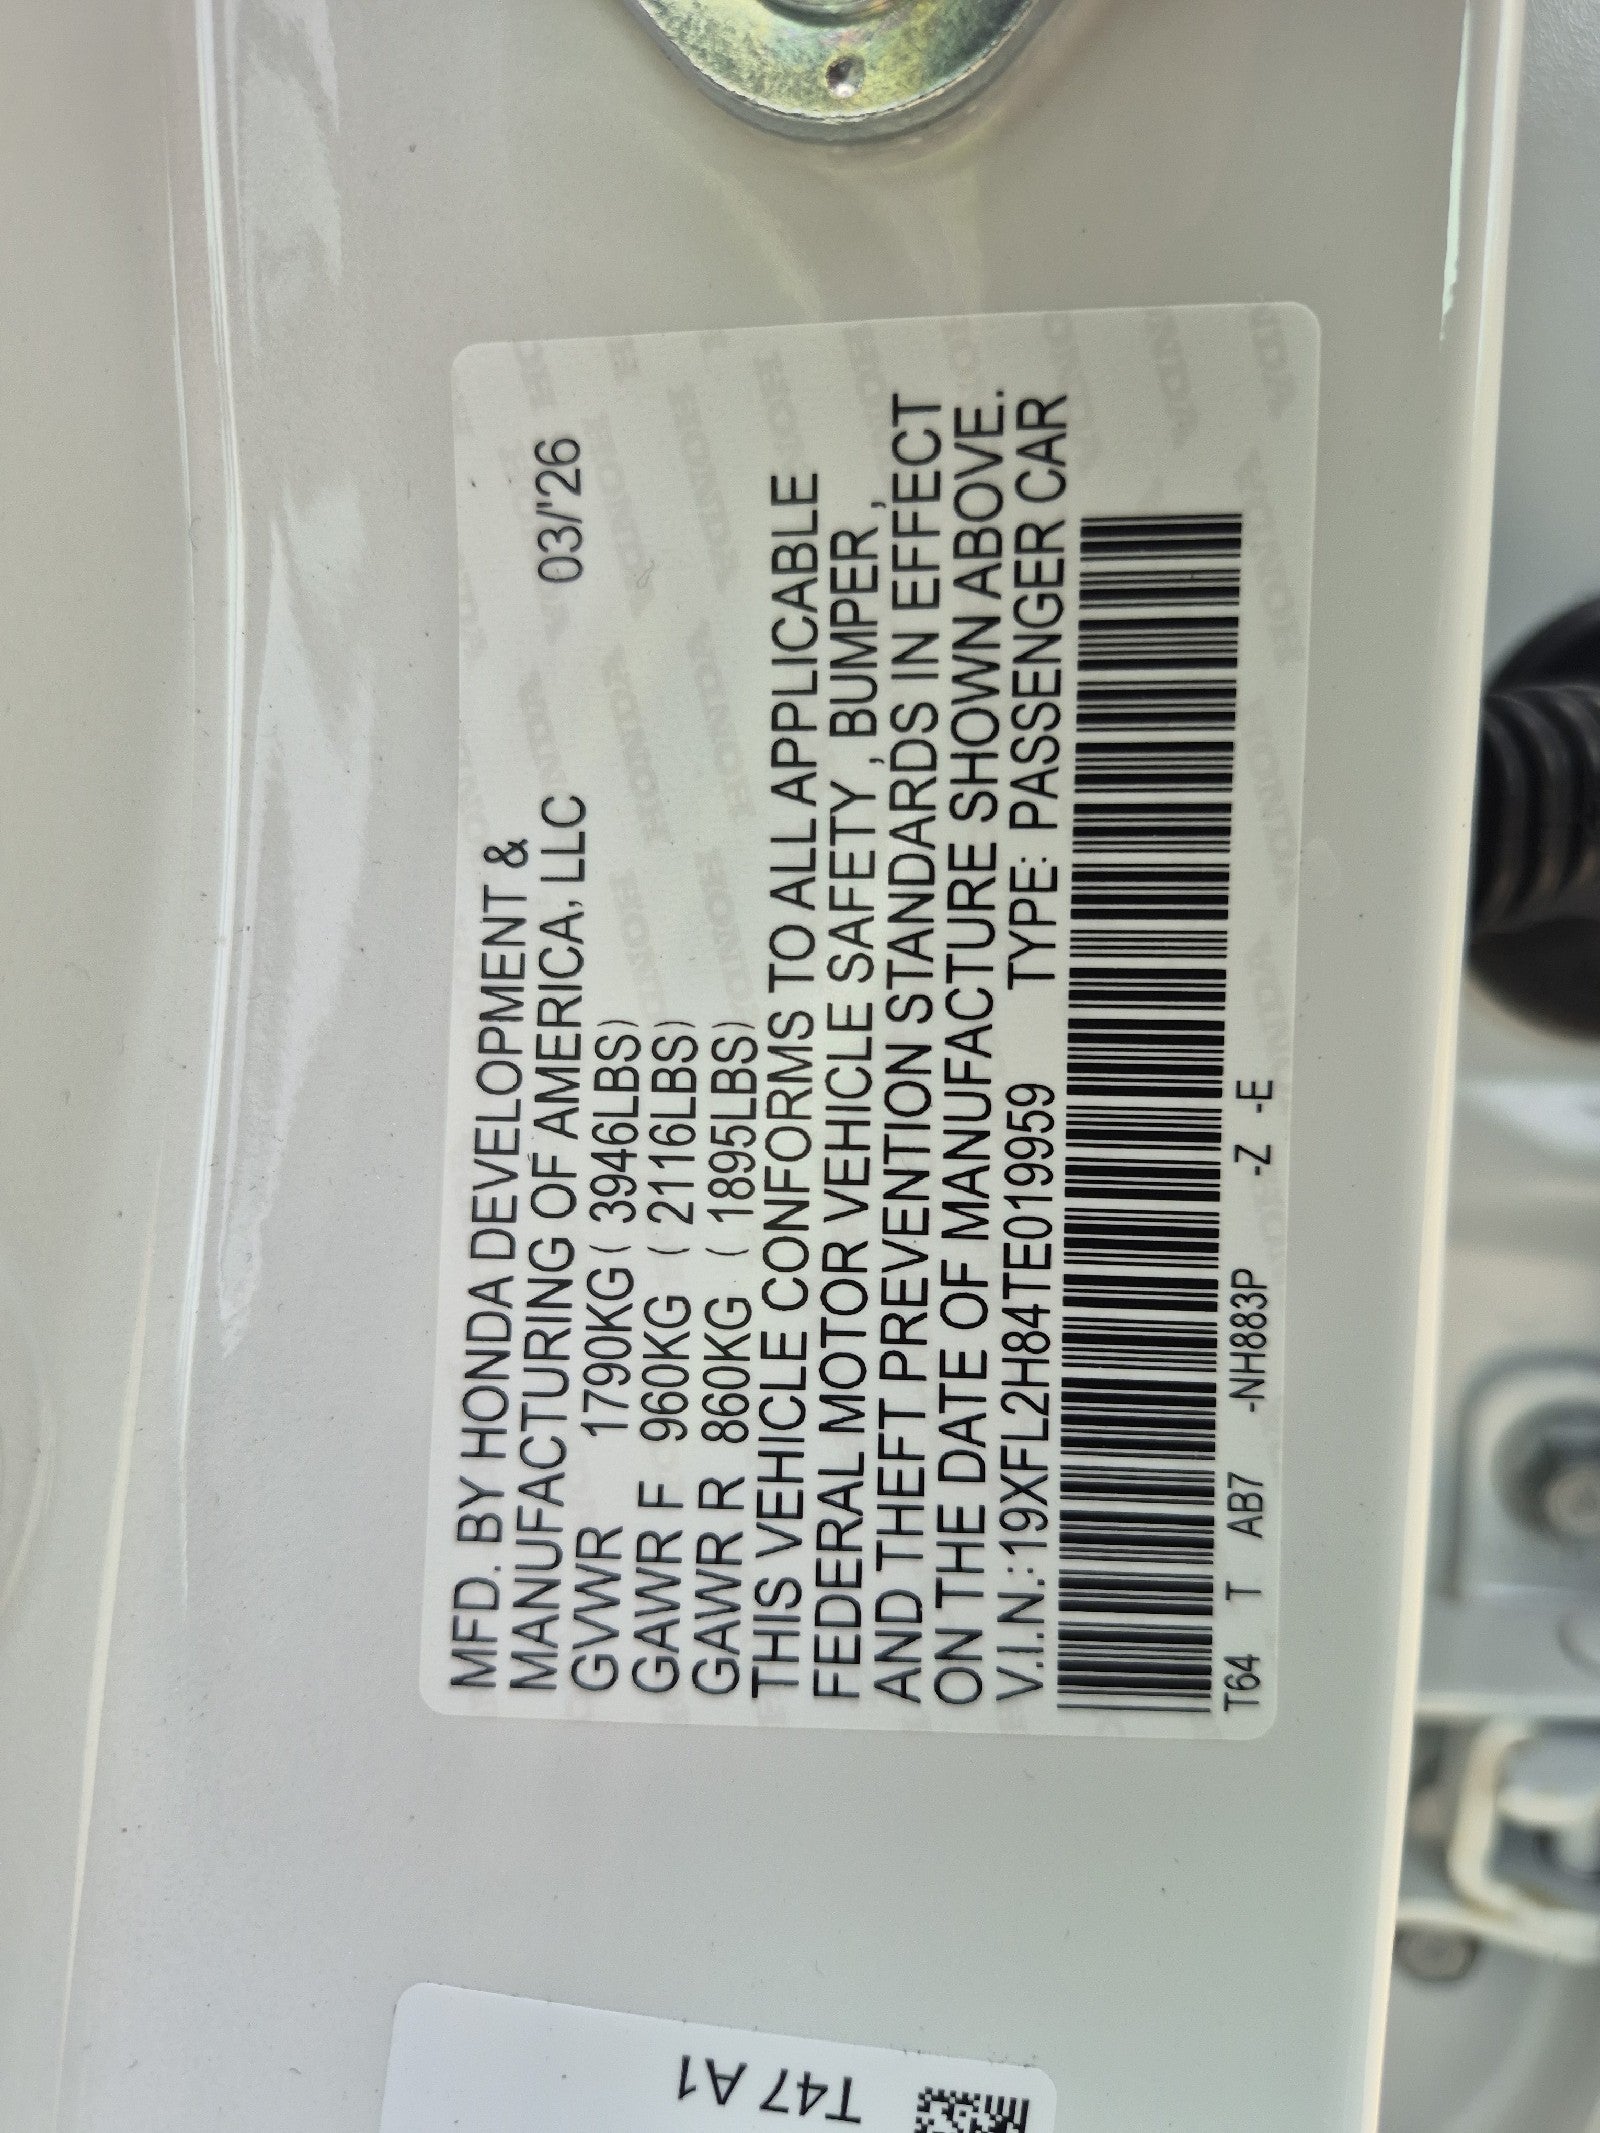 MFD. BY HONDA DEVELOPMENT &
MANUFACTURING OF AMERICA, LLC 03/'26
GVWR 1790KG ( 3946LBS)
GAWR F 960KG ( 2116LBS)
GAWR R 860KG ( 1895LBS)
THIS VEHICLE CONFORMS TO ALL APPLICABLE
FEDERAL MOTOR VEHICLE SAFETY , BUMPER ,
AND THEFT PREVENTION STANDARDS IN EFFECT
ON THE DATE OF MANUFACTURE SHOWN ABOVE.
V.I.N.:19XFL2H84TE019959 TYPE: PASSENGER CAR
T64 T AB7 -NH883P -Z -E
T47 A1